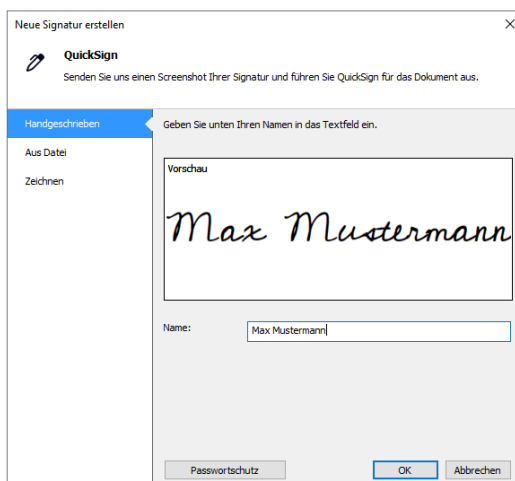 Neue Signatur erstellen
QuickSign
Senden Sie uns einen Screenshot Ihrer Signatur und führen Sie QuickSign für das Dokument aus.
Handgeschrieben
Aus Datei
Zeichnen
Geben Sie unten Ihren Namen in das Textfeld ein.
Vorschau
Max Mustermann
Name:
Max Mustermann
Passwortschutz
OK
Abbrechen